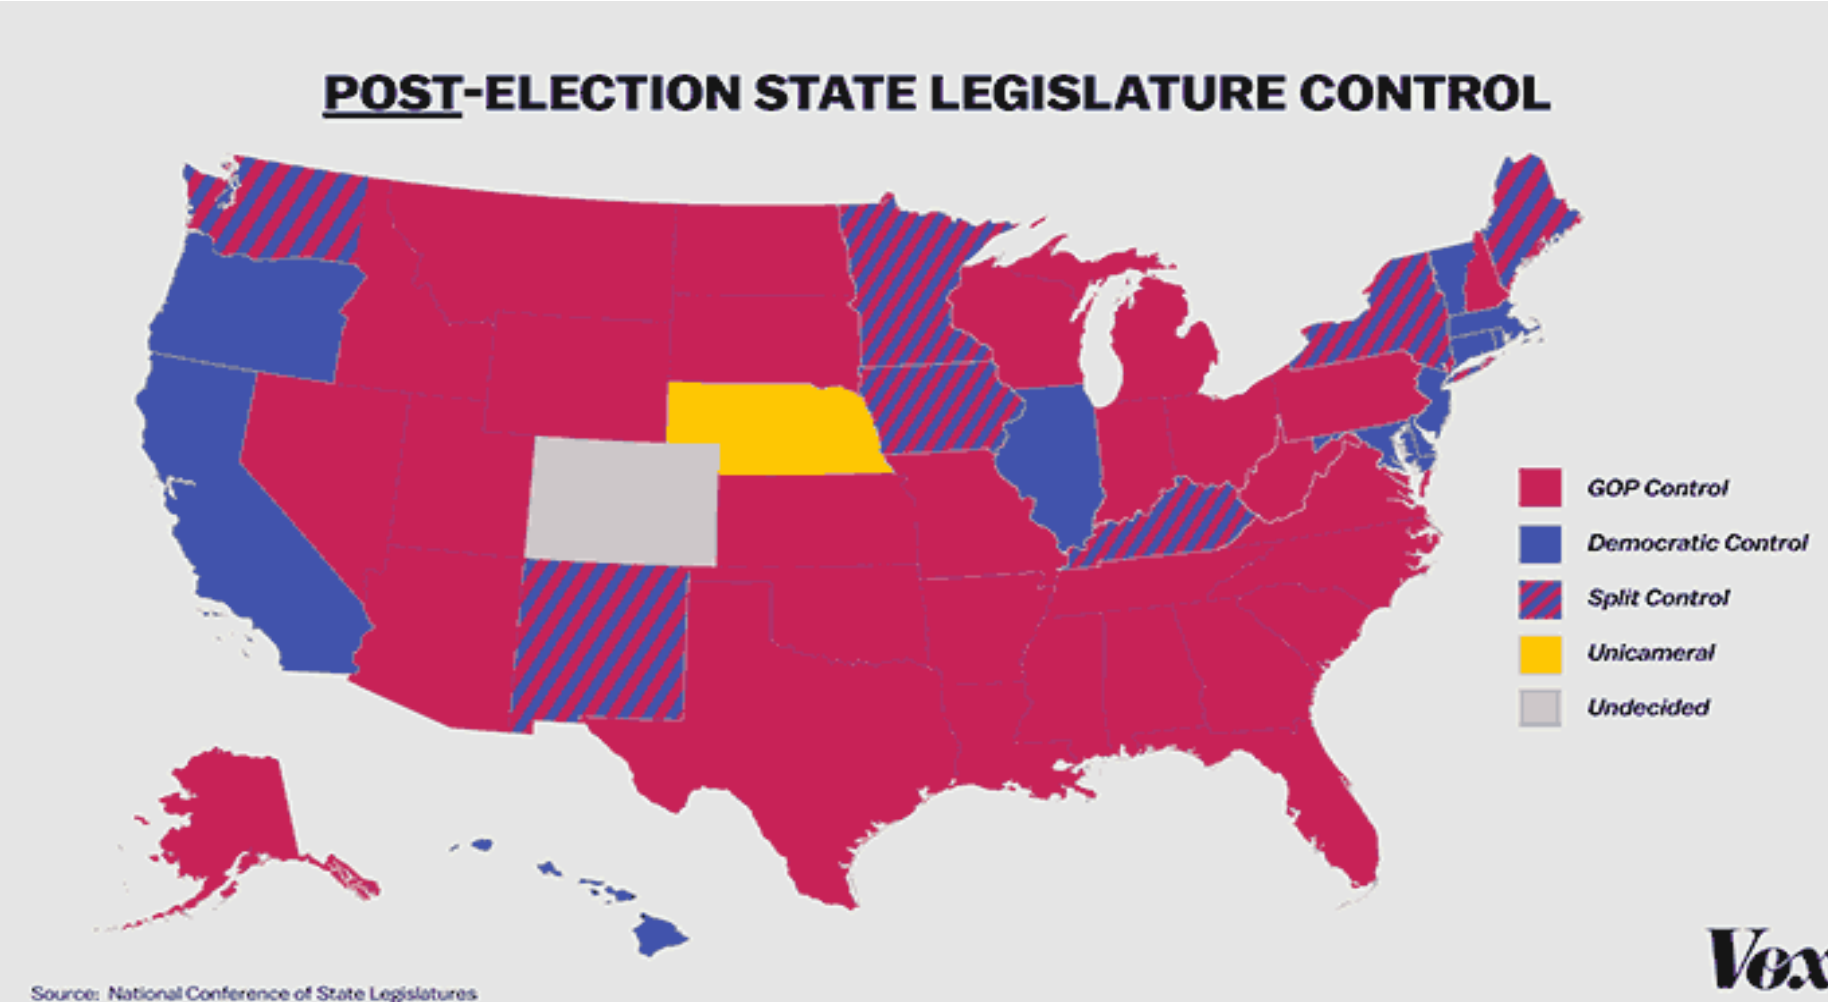 POST-ELECTION STATE LEGISLATURE CONTROL
GOP Control
Democratic Control
Split Control
Unicameral
Undecided
Vox
Source: National Conference of State Legislatures